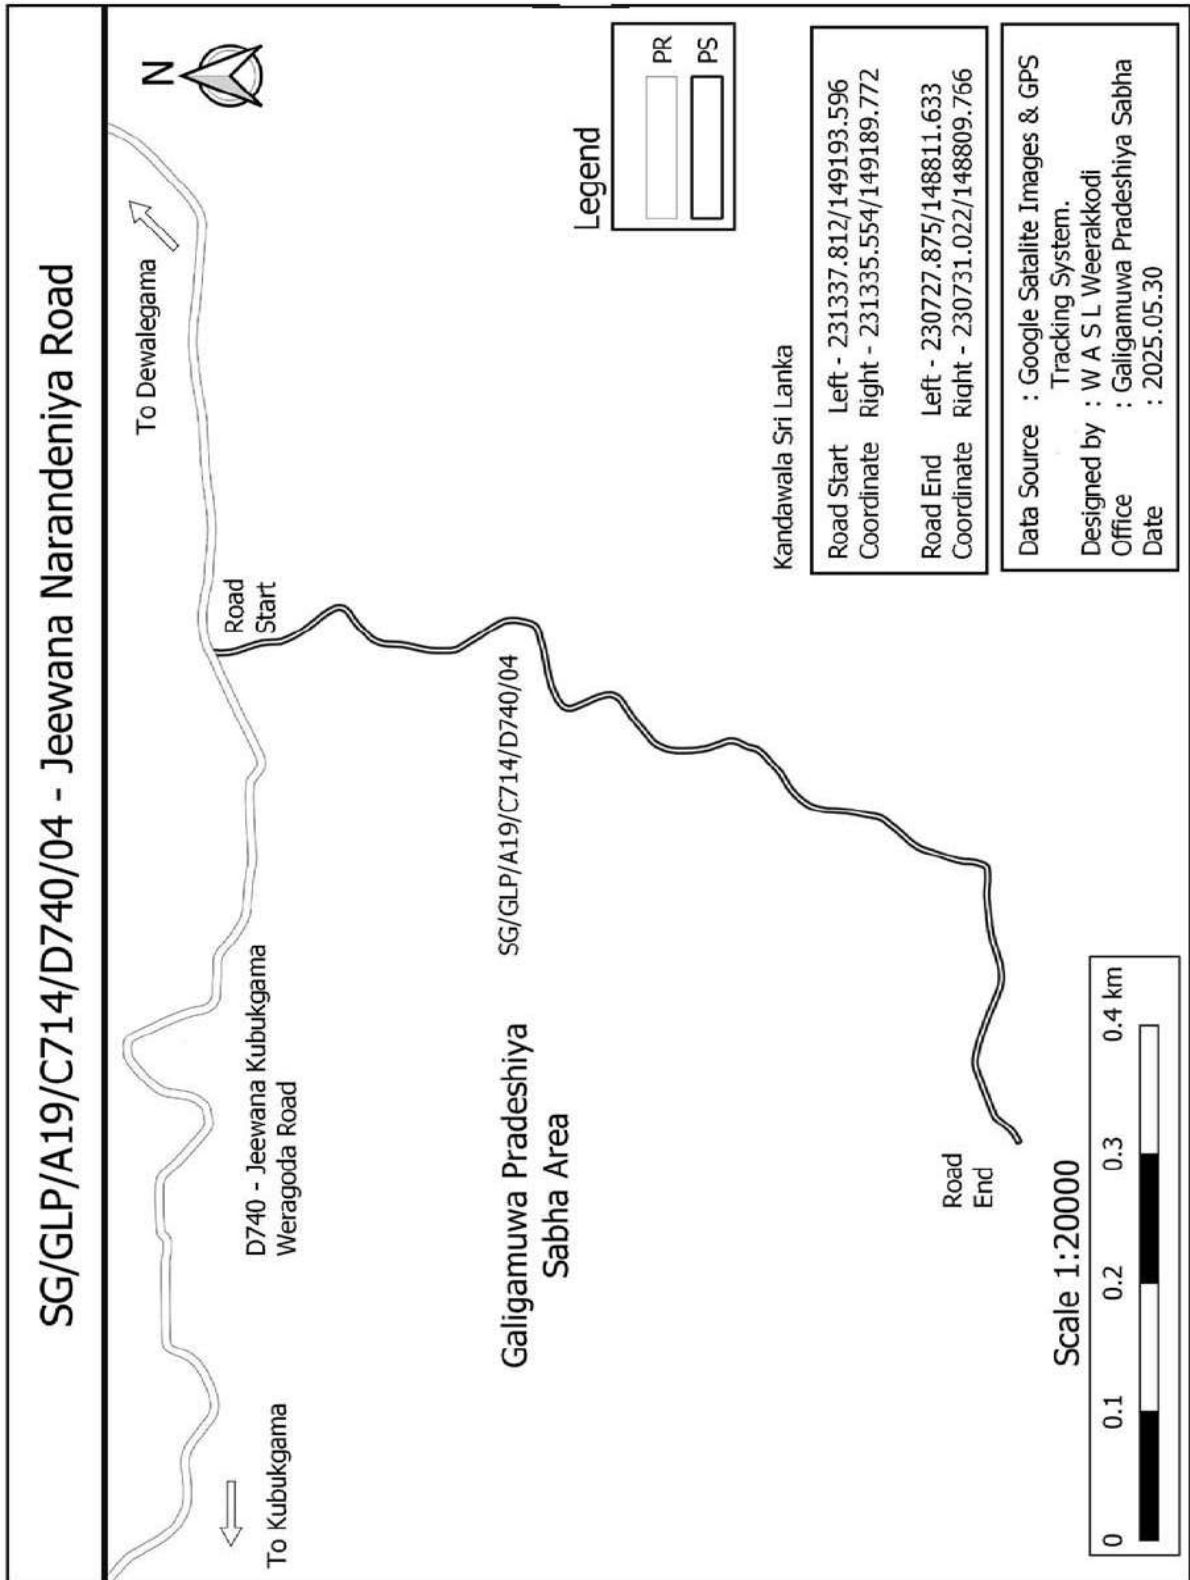 SG/GLP/A19/C714/D740/04 - Jeewana Narandeniya Road
N
To Dewalegama
Road
Start
D740 - Jeewana Kubukgama
Weragoda Road
To Kubukgama
SG/GLP/A19/C714/D740/04
Galigamuwa Pradeshiya
Sabha Area
Road
End
Legend
PR
PS
Kandawala Sri Lanka
Road Start Left - 231337.812/149193.596
Coordinate Right - 231335.554/149189.772
Road End Left - 230727.875/148811.633
Coordinate Right - 230731.022/148809.766
Data Source : Google Satalite Images & GPS
Tracking System.
Designed by : W A S L Weerakkodi
Office : Galigamuwa Pradeshiya Sabha
Date : 2025.05.30
Scale 1:20000
0 0.1 0.2 0.3 0.4 km